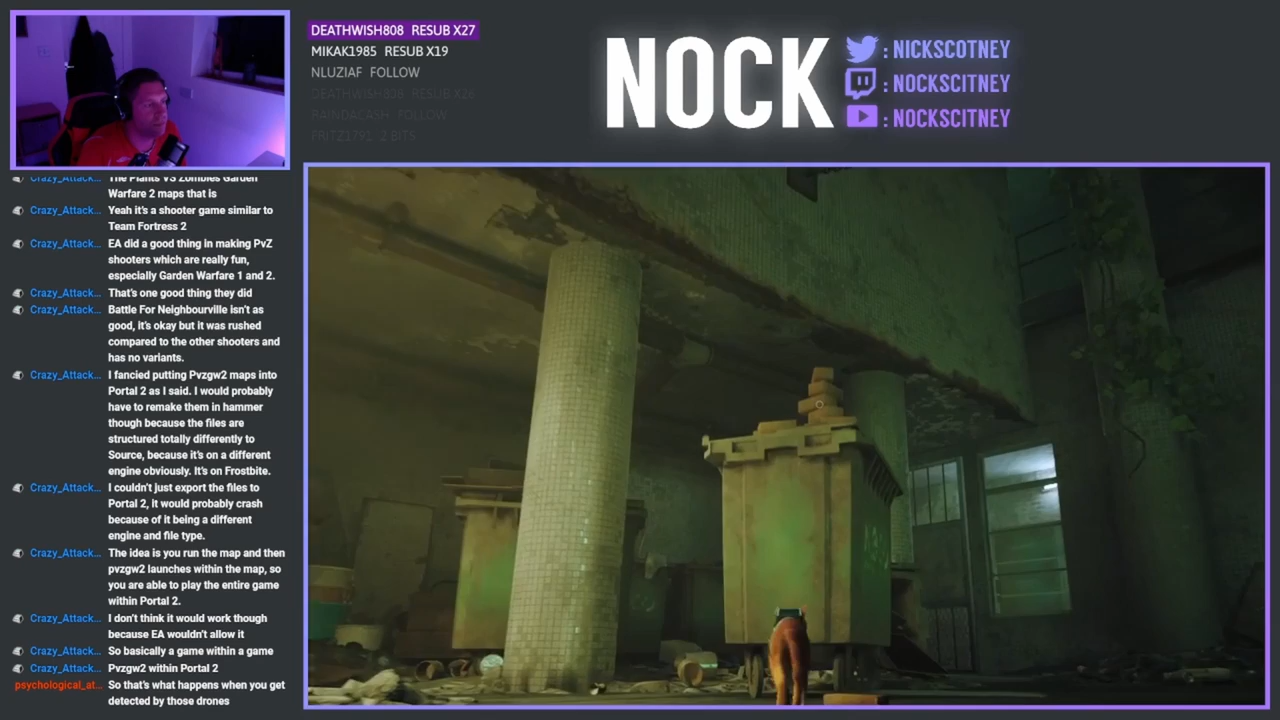 DEATHWISH808 RESUB X27
MIKAK1985 RESUB X19
NLUZIAF FOLLOW
DEATHWISH808 RESUB X26
RAINDALASH FOLLOW
FRITZ1791 2 BITS
NOCK
: NICKSCOTNEY
: NOCKSCITNEY
: NOCKSCITNEY
Crazy_Attack... The Plants VS Zombies Garden
Warfare 2 maps that is
Crazy_Attack... Yeah it's a shooter game similar to
Team Fortress 2
Crazy_Attack... EA did a good thing in making PvZ
shooters which are really fun,
especially Garden Warfare 1 and 2.
Crazy_Attack... That's one good thing they did
Crazy_Attack... Battle For Neighbourville isn't as
good, it's okay but it was rushed
compared to the other shooters and
has no variants.
Crazy_Attack... I fancied putting Pvzgw2 maps into
Portal 2 as I said. I would probably
have to remake them in hammer
though because the files are
structured totally differently to
Source, because it's on a different
engine obviously. It's on Frostbite.
Crazy_Attack... I couldn't just export the files to
Portal 2, it would probably crash
because of it being a different
engine and file type.
Crazy_Attack... The idea is you run the map and then
pvzgw2 launches within the map, so
you are able to play the entire game
within Portal 2.
Crazy_Attack... I don't think it would work though
because EA wouldn't allow it
Crazy_Attack... So basically a game within a game
Crazy_Attack... Pvzgw2 within Portal 2
psychological_at... So that's what happens when you get
detected by those drones